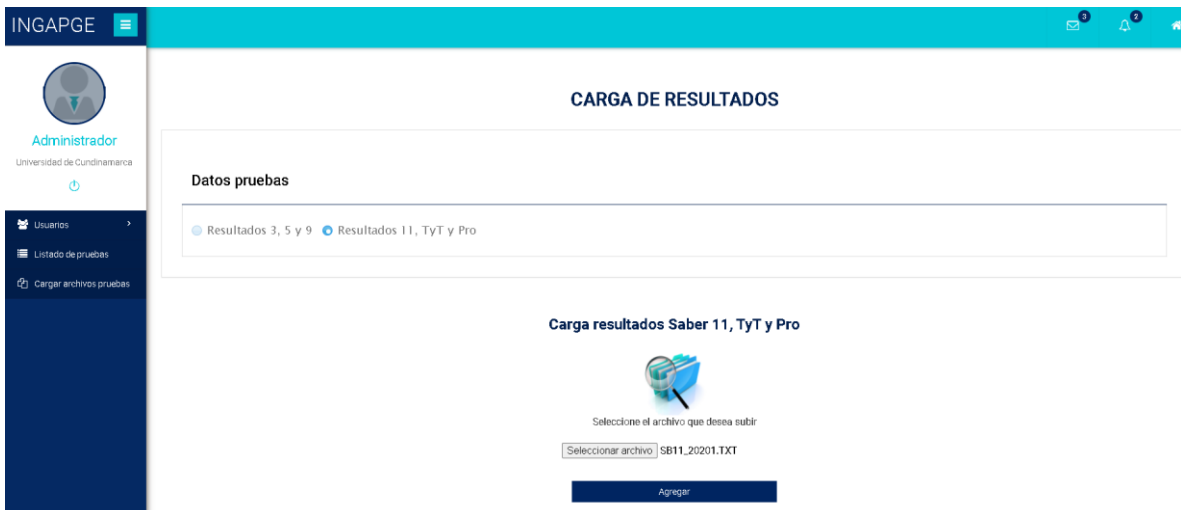 INGAPGE
3
2
Administrador
Universidad de Cundinamarca
Usuarios
Listado de pruebas
Cargar archivos pruebas
CARGA DE RESULTADOS
Datos pruebas
Resultados 3, 5 y 9 Resultados 11, TyT y Pro
Carga resultados Saber 11, TyT y Pro
Seleccione el archivo que desea subir
Seleccionar archivo SB11_20201.TXT
Agregar